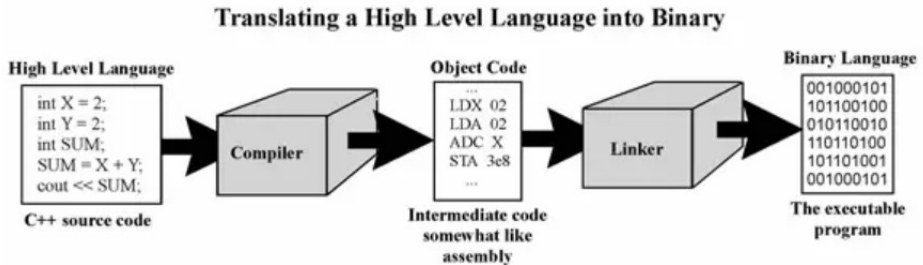 Translating a High Level Language into Binary
High Level Language
int X = 2;
int Y = 2;
int SUM;
SUM = X + Y;
cout << SUM;
C++ source code
Compiler
Object Code
...
LDX 02
LDA 02
ADC X
STA 3e8
...
Intermediate code
somewhat like
assembly
Linker
Binary Language
001000101
101100100
010110010
110110100
101101001
001000101
The executable
program